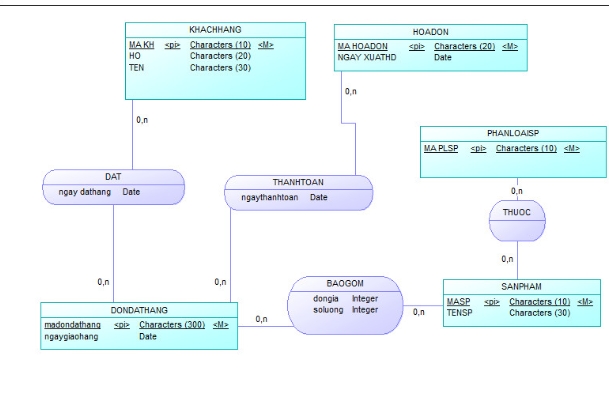 KHACHHANG
MA KH <pi> Characters (10) <M>
HO Characters (20)
TEN Characters (30)
HOADON
MA HOADON <pi> Characters (20) <M>
NGAY XUATHD Date
0,n
0,n
PHANLOAISP
MA PLSP <pi> Characters (10) <M>
DAT
ngay dathang Date
THANHTOAN
ngaythanhtoan Date
0,n
THUOC
0,n
0,n
0,n
BAOGOM
dongia Integer
soluong Integer
SANPHAM
MASP <pi> Characters (10) <M>
TENSP Characters (30)
DONDATHANG
madondathang <pi> Characters (300) <M>
ngaygiaohang Date
0,n
0,n